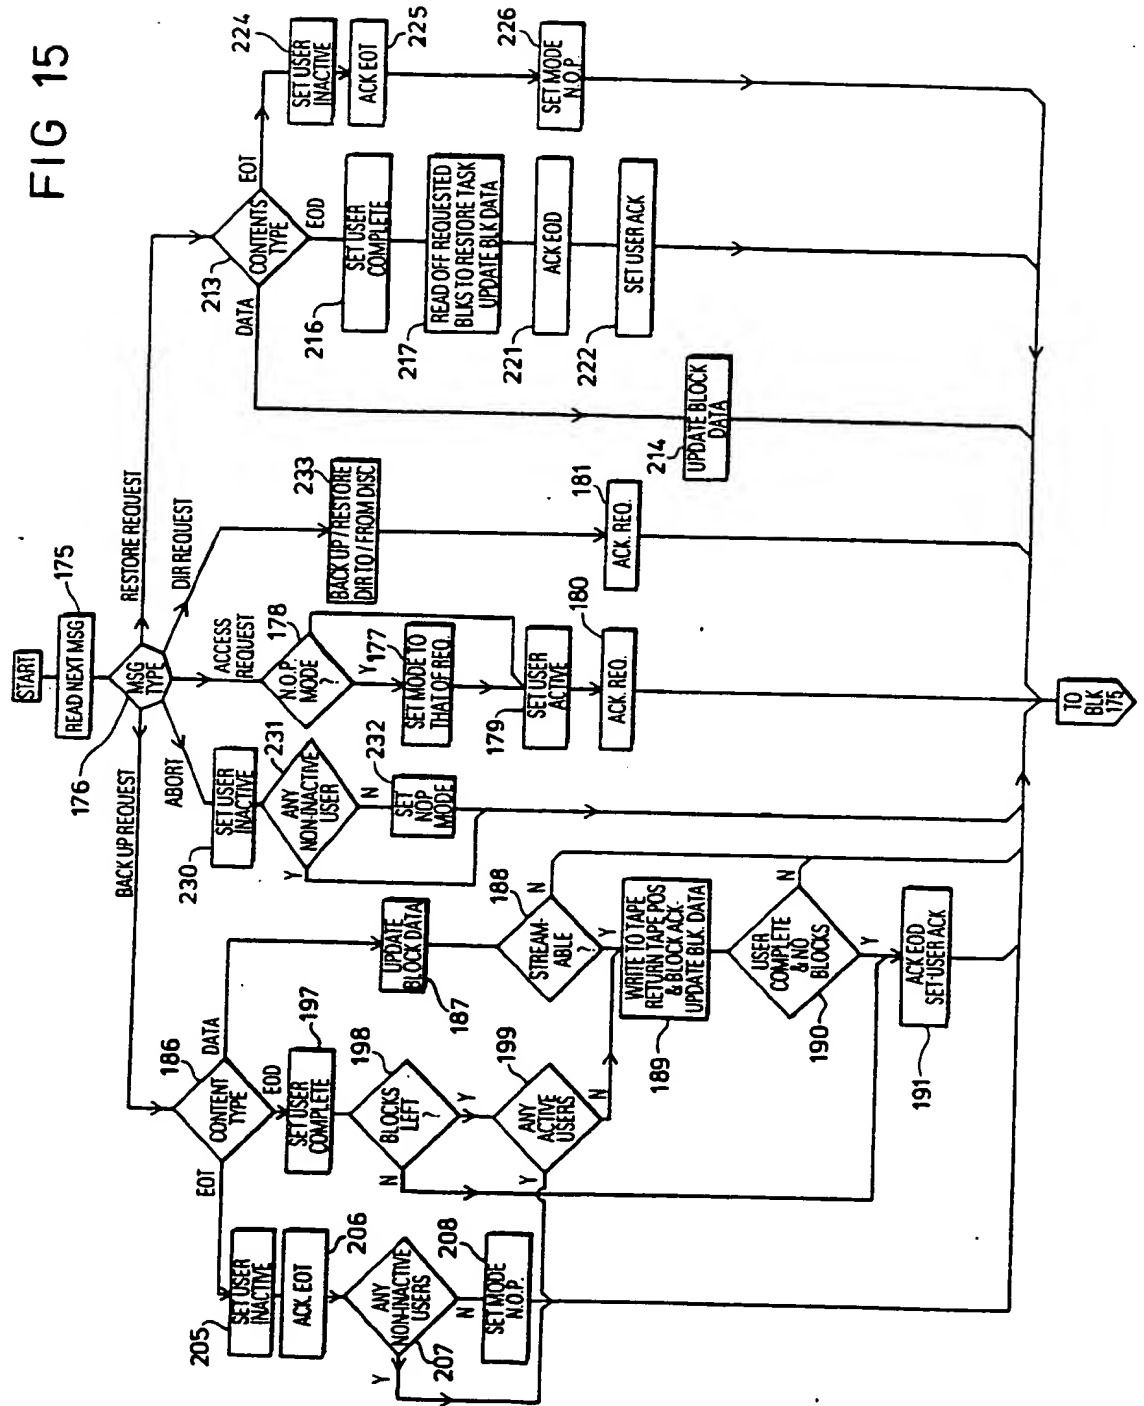 FIG 15
START
READ NEXT MSG
175
MSG
TYPE
176
BACK UP REQUEST
ABORT
ACCESS
REQUEST
DIR REQUEST
RESTORE REQUEST
186
CONTENT
TYPE
EOT
EOD
DATA
205
SET USER
INACTIVE
ACK EOT
206
ANY
NON-INACTIVE
USERS
207
Y
N
SET MODE
N.O.P.
208
SET USER
COMPLETE
197
BLOCKS
LEFT
?
198
N
Y
ANY
ACTIVE
USERS
199
Y
N
UPDATE
BLOCK DATA
187
STREAM-
ABLE
?
188
N
Y
WRITE TO TAPE
RETURN TAPE POS
& BLOCK ACK-
UPDATE BLK DATA
189
USER
COMPLETE
& NO
BLOCKS
190
N
Y
ACK EOD
SET-USER ACK
191
230
SET USER
INACTIVE
ANY
NON-INACTIVE
USER
231
Y
N
SET
NOP
MODE
232
N.O.P.
MODE
?
178
Y
177
SET MODE TO
THAT OF REQ.
179
SET USER
ACTIVE
ACK REQ.
180
233
BACK UP / RESTORE
DIR TO / FROM DISC
181
ACK. REQ.
213
CONTENTS
TYPE
DATA
EOD
EOT
214
UPDATE BLOCK
DATA
216
SET USER
COMPLETE
217
READ OFF REQUESTED
BLKS TO RESTORE TASK
UPDATE BLK DATA
221
ACK EOD
222
SET USER ACK
224
SET USER
INACTIVE
225
ACK EOT
226
SET MODE
N.O.P.
TO
BLK
175